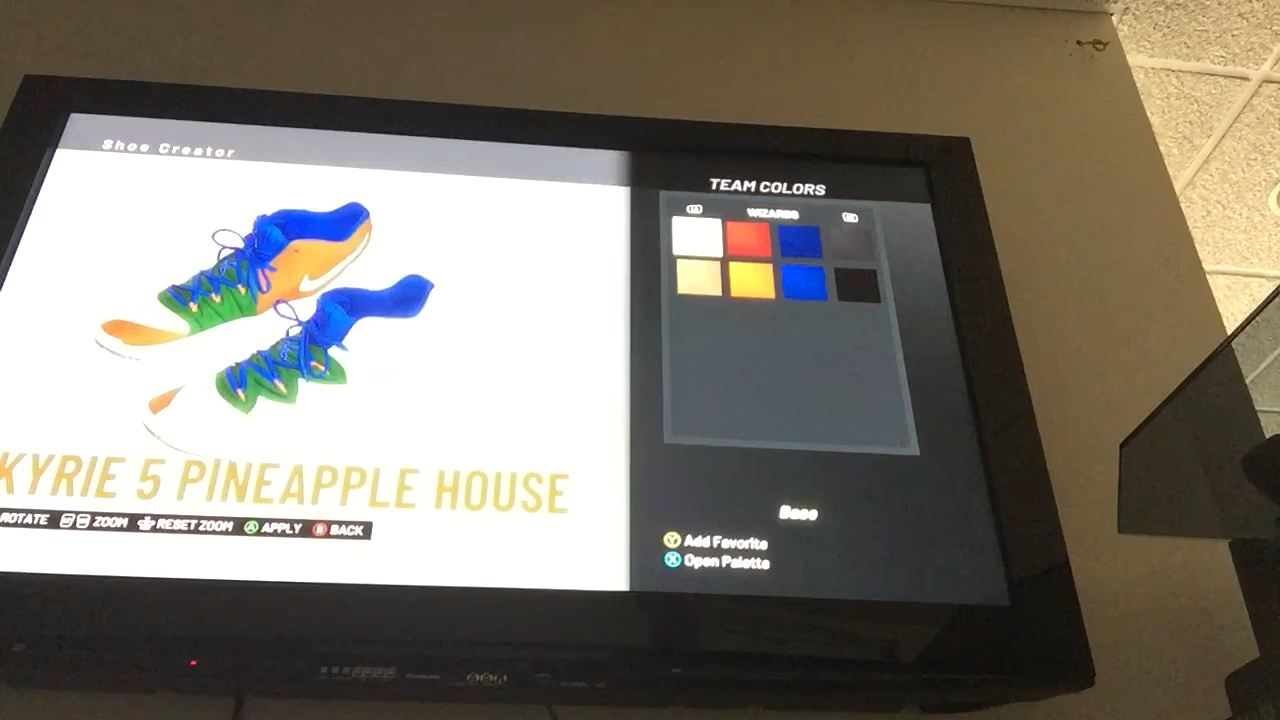 Shoe Creator
TEAM COLORS
WIZARDS
KYRIE 5 PINEAPPLE HOUSE
ROTATE ZOOM RESET ZOOM A APPLY B BACK
Base
Y Add Favorite
X Open Palette